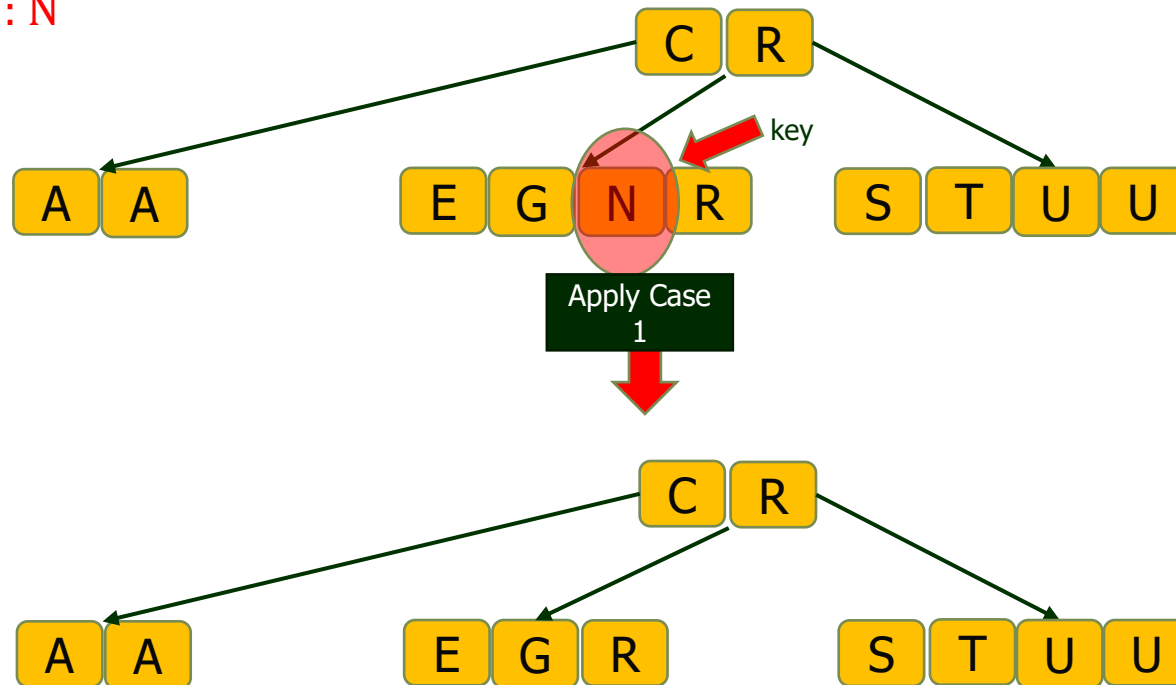 : N
C R
key
A A E G N R S T U U
Apply Case
1
C R
A A E G R S T U U